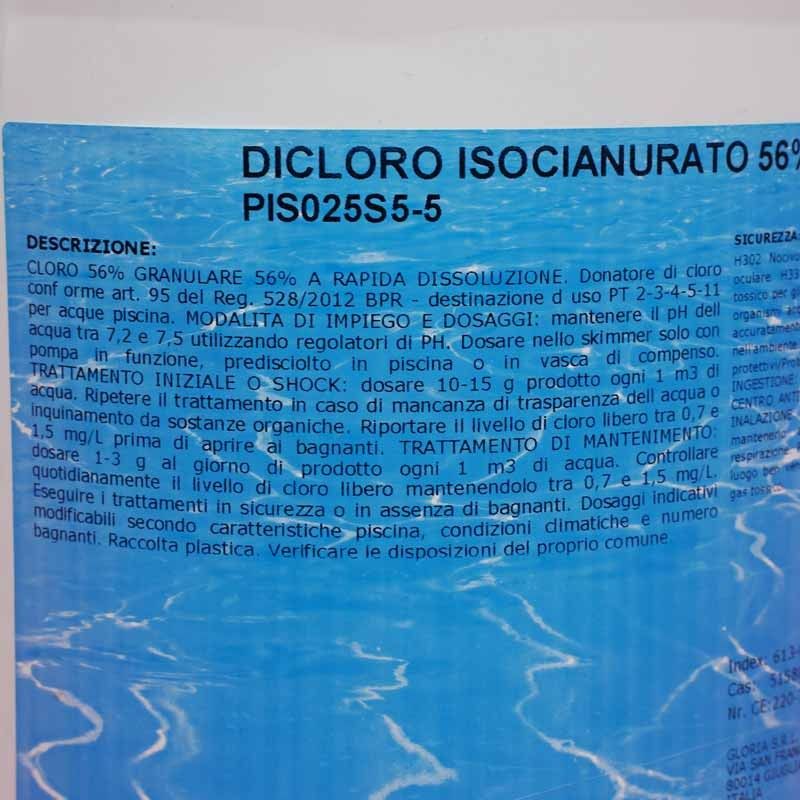 DICLORO ISOCIANURATO 56%
PIS025S5-5
DESCRIZIONE:
CLORO 56% GRANULARE 56% A RAPIDA DISSOLUZIONE. Donatore di cloro
conf orme art. 95 del Reg. 528/2012 BPR - destinazione d uso PT 2-3-4-5-11
per acque piscina. MODALITA DI IMPIEGO E DOSAGGI: mantenere il pH dell
acqua tra 7,2 e 7,5 utilizzando regolatori di PH. Dosare nello skimmer solo con
pompa in funzione, predisciolto in piscina o in vasca di compenso.
TRATTAMENTO INIZIALE O SHOCK: dosare 10-15 g prodotto ogni 1 m3 di
acqua. Ripetere il trattamento in caso di mancanza di trasparenza dell acqua o
inquinamento da sostanze organiche. Riportare il livello di cloro libero tra 0,7 e
1,5 mg/L prima di aprire ai bagnanti. TRATTAMENTO DI MANTENIMENTO:
dosare 1-3 g al giorno di prodotto ogni 1 m3 di acqua. Controllare
quotidianamente il livello di cloro libero mantenendolo tra 0,7 e 1,5 mg/L.
Eseguire i trattamenti in sicurezza o in assenza di bagnanti. Dosaggi indicativi
modificabili secondo caratteristiche piscina, condizioni climatiche e numero
bagnanti. Raccolta plastica. Verificare le disposizioni del proprio comune
SICUREZZA:
H302 Nocivo
oculare H33
tossico per
organismi
accuratamente
nell'ambiente
protettivi/Prot
INGESTIONE:
CENTRO ANTI
INALAZIONE
mantenerlo
respirazione
luogo ben
gas
Index: 613-
Cas: 5158
Nr. CE:220-
GLORIA S.R.L.
VIA SAN FRAN
80014 GIUGLIA
ITALIA